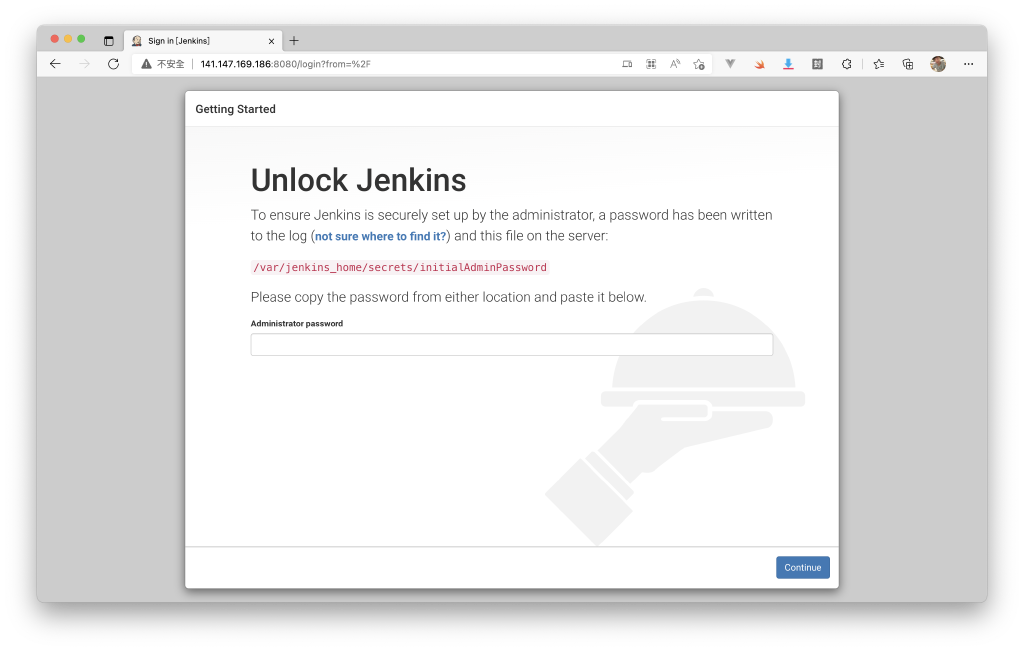 Sign in [Jenkins]
不安全 141.147.169.186:8080/login?from=%2F
Getting Started
Unlock Jenkins
To ensure Jenkins is securely set up by the administrator, a password has been written
to the log (not sure where to find it?) and this file on the server:
/var/jenkins_home/secrets/initialAdminPassword
Please copy the password from either location and paste it below.
Administrator password
Continue